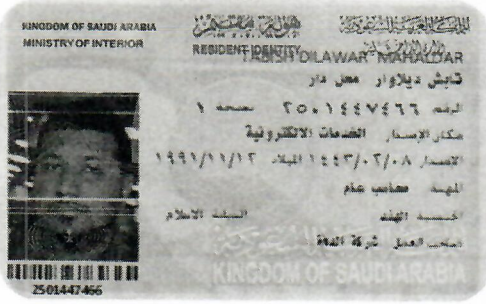 KINGDOM OF SAUDI ARABIA
MINISTRY OF INTERIOR
المملكة العربية السعودية
هوية مقيم
RESIDENT IDENTITY
TABISH DILAWAR MAHALDAR
تابش ديلاوار محل دار
الرقم ٢٥٠١٤٤٧٤٦٦ نسخة ١
مكان الإصدار الخدمات الالكترونية
الاصدار ١٤٤٣/٠٢/٠٨ الميلاد ١٩٩١/١١/١٢
المهنة محاسب عام
الجنسية الهند الديانة الاسلام
صاحب العمل شركة
KINGDOM OF SAUDI ARABIA
2501447466